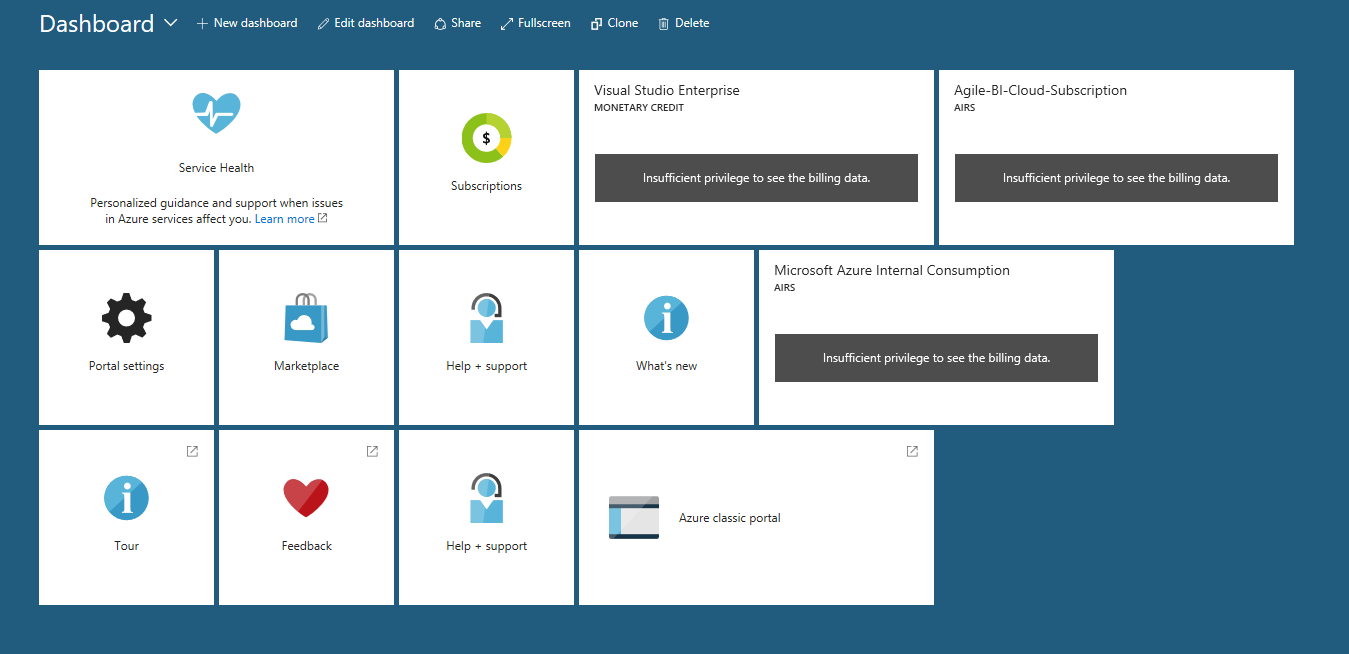 Dashboard
New dashboard
Edit dashboard
Share
Fullscreen
Clone
Delete
Service Health
Personalized guidance and support when issues
in Azure services affect you. Learn more
$
Subscriptions
Visual Studio Enterprise
MONETARY CREDIT
Insufficient privilege to see the billing data.
Agile-BI-Cloud-Subscription
AIRS
Insufficient privilege to see the billing data.
Portal settings
Marketplace
Help + support
What's new
Microsoft Azure Internal Consumption
AIRS
Insufficient privilege to see the billing data.
Tour
Feedback
Help + support
Azure classic portal